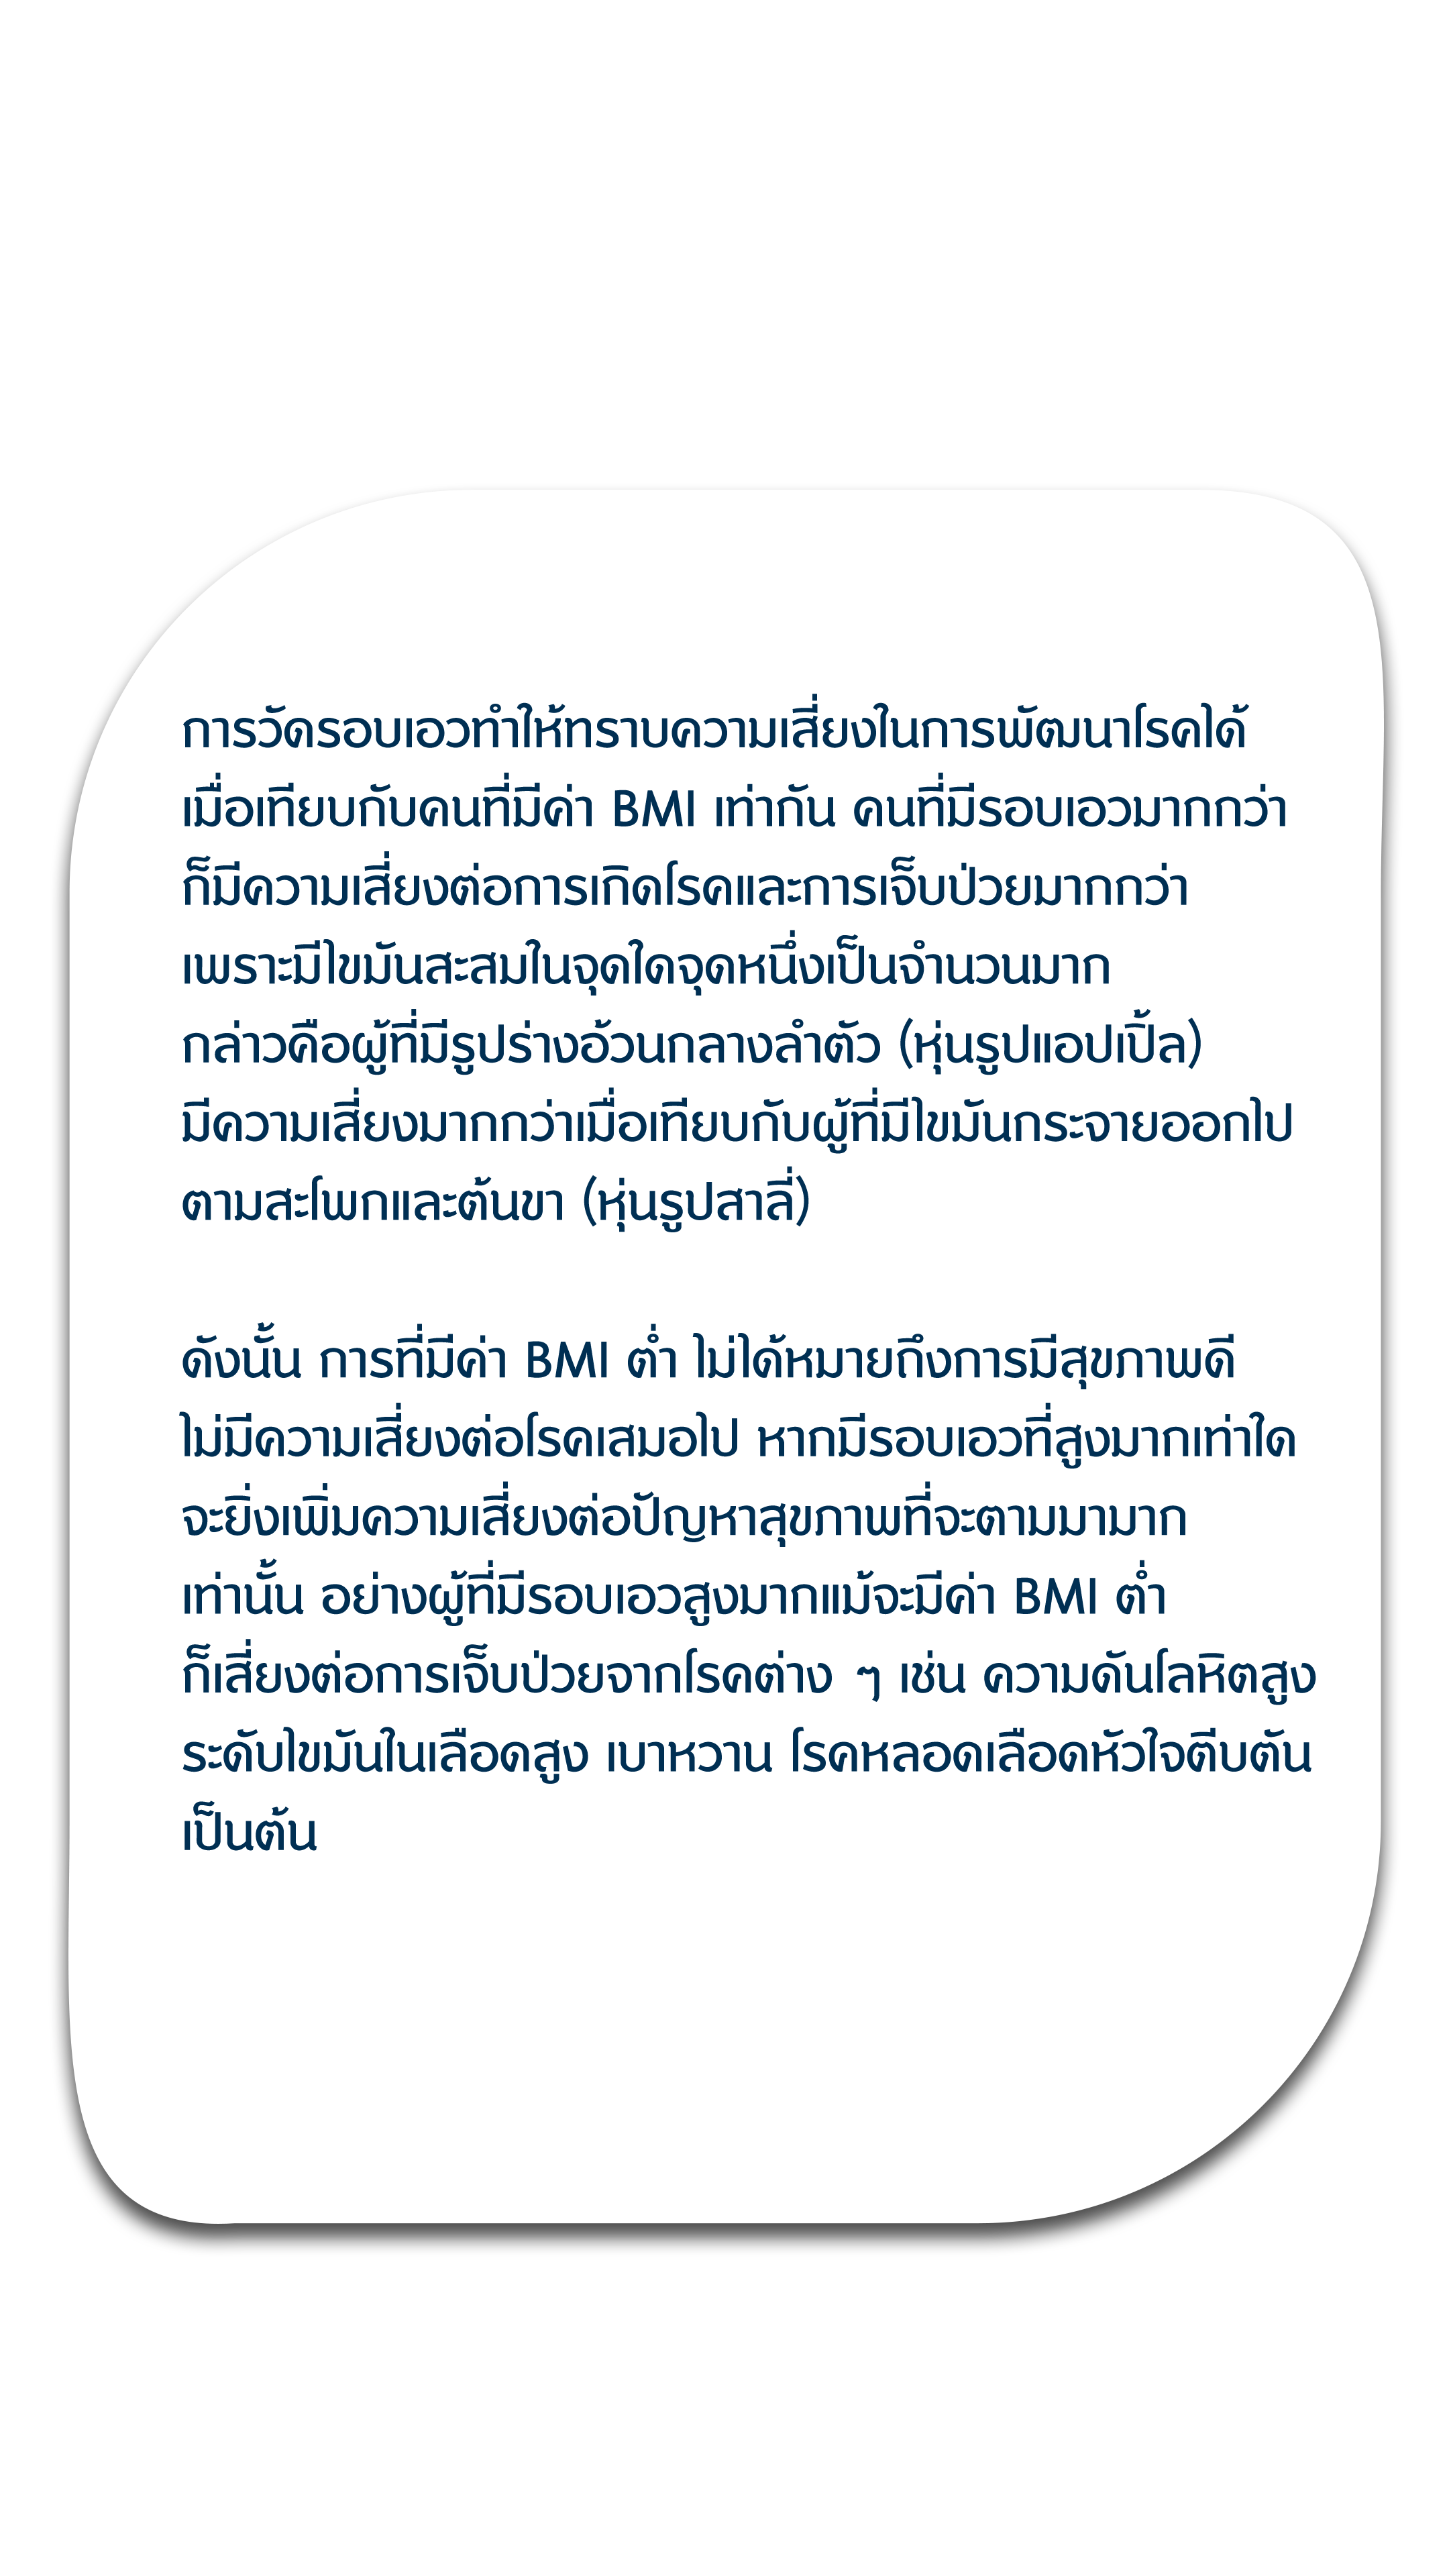 การวัดรอบเอวทำให้ทราบความเสี่ยงในการพัฒนาโรคได้
เมื่อเทียบกับคนที่มีค่า BMI เท่ากัน คนที่มีรอบเอวมากกว่า
ก็มีความเสี่ยงต่อการเกิดโรคและการเจ็บป่วยมากกว่า
เพราะมีไขมันสะสมในจุดใดจุดหนึ่งเป็นจำนวนมาก
กล่าวคือผู้ที่มีรูปร่างอ้วนกลางลำตัว (หุ่นรูปแอปเปิ้ล)
มีความเสี่ยงมากกว่าเมื่อเทียบกับผู้ที่มีไขมันกระจายออกไป
ตามสะโพกและต้นขา (หุ่นรูปสาลี่)
ดังนั้น การที่มีค่า BMI ต่ำ ไม่ได้หมายถึงการมีสุขภาพดี
ไม่มีความเสี่ยงต่อโรคเสมอไป หากมีรอบเอวที่สูงมากเท่าใด
จะยิ่งเพิ่มความเสี่ยงต่อปัญหาสุขภาพที่จะตามมามาก
เท่านั้น อย่างผู้ที่มีรอบเอวสูงมากแม้จะมีค่า BMI ต่ำ
ก็เสี่ยงต่อการเจ็บป่วยจากโรคต่าง ๆ เช่น ความดันโลหิตสูง
ระดับไขมันในเลือดสูง เบาหวาน โรคหลอดเลือดหัวใจตีบตัน
เป็นต้น